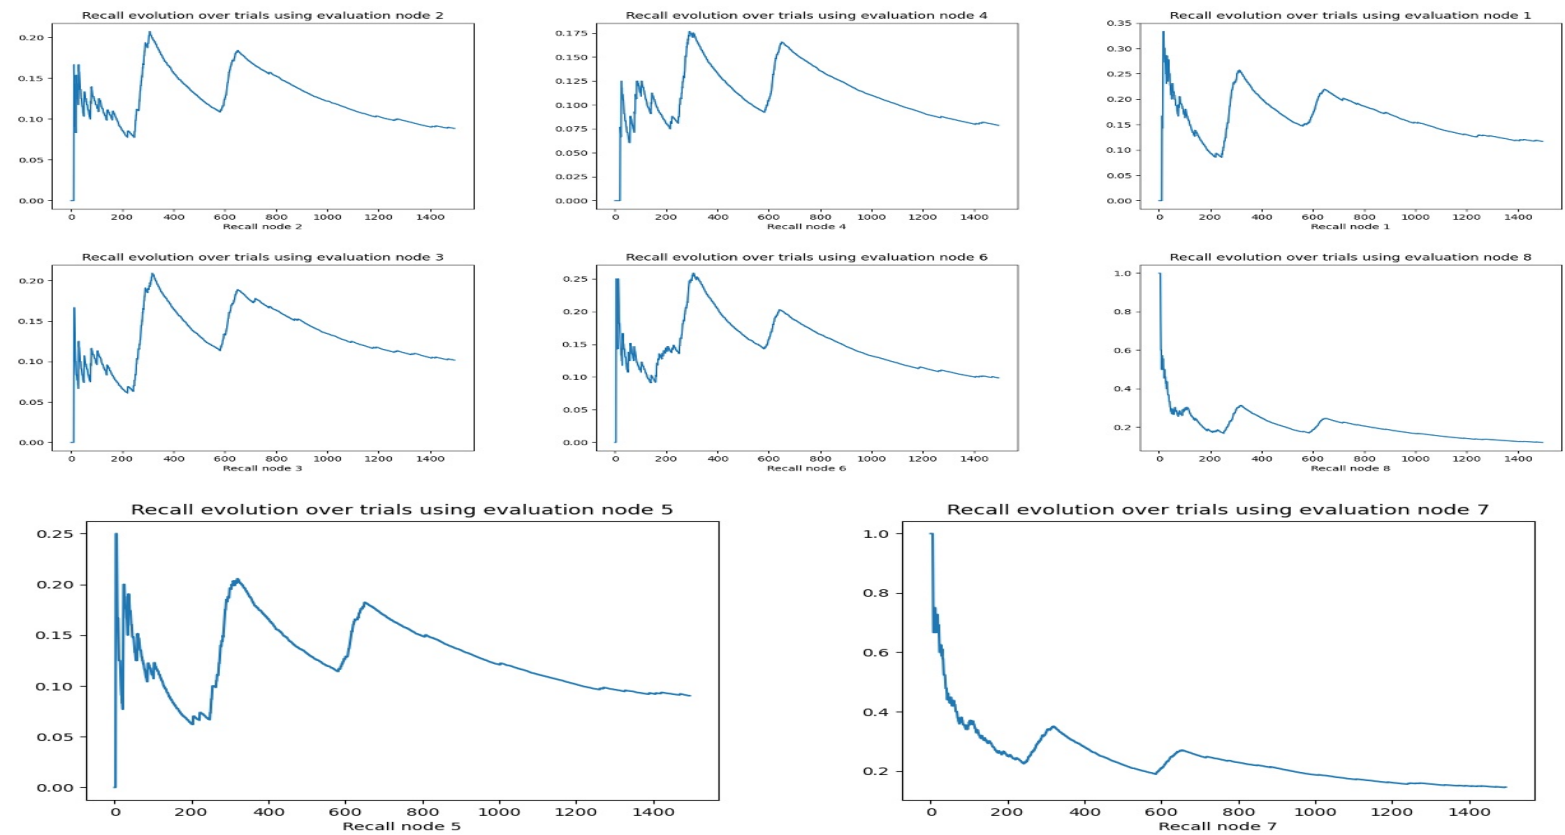 Recall evolution over trials using evaluation node 2
0.20
0.15
0.10
0.05
0.00
0 200 400 600 800 1000 1200 1400
Recall node 2
Recall evolution over trials using evaluation node 4
0.175
0.150
0.125
0.100
0.075
0.050
0.025
0.000
0 200 400 600 800 1000 1200 1400
Recall node 4
Recall evolution over trials using evaluation node 1
0.35
0.30
0.25
0.20
0.15
0.10
0.05
0.00
0 200 400 600 800 1000 1200 1400
Recall node 1
Recall evolution over trials using evaluation node 3
0.20
0.15
0.10
0.05
0.00
0 200 400 600 800 1000 1200 1400
Recall node 3
Recall evolution over trials using evaluation node 6
0.25
0.20
0.15
0.10
0.05
0.00
0 200 400 600 800 1000 1200 1400
Recall node 6
Recall evolution over trials using evaluation node 8
1.0
0.8
0.6
0.4
0.2
0 200 400 600 800 1000 1200 1400
Recall node 8
Recall evolution over trials using evaluation node 5
0.25
0.20
0.15
0.10
0.05
0.00
0 200 400 600 800 1000 1200 1400
Recall node 5
Recall evolution over trials using evaluation node 7
1.0
0.8
0.6
0.4
0.2
0 200 400 600 800 1000 1200 1400
Recall node 7